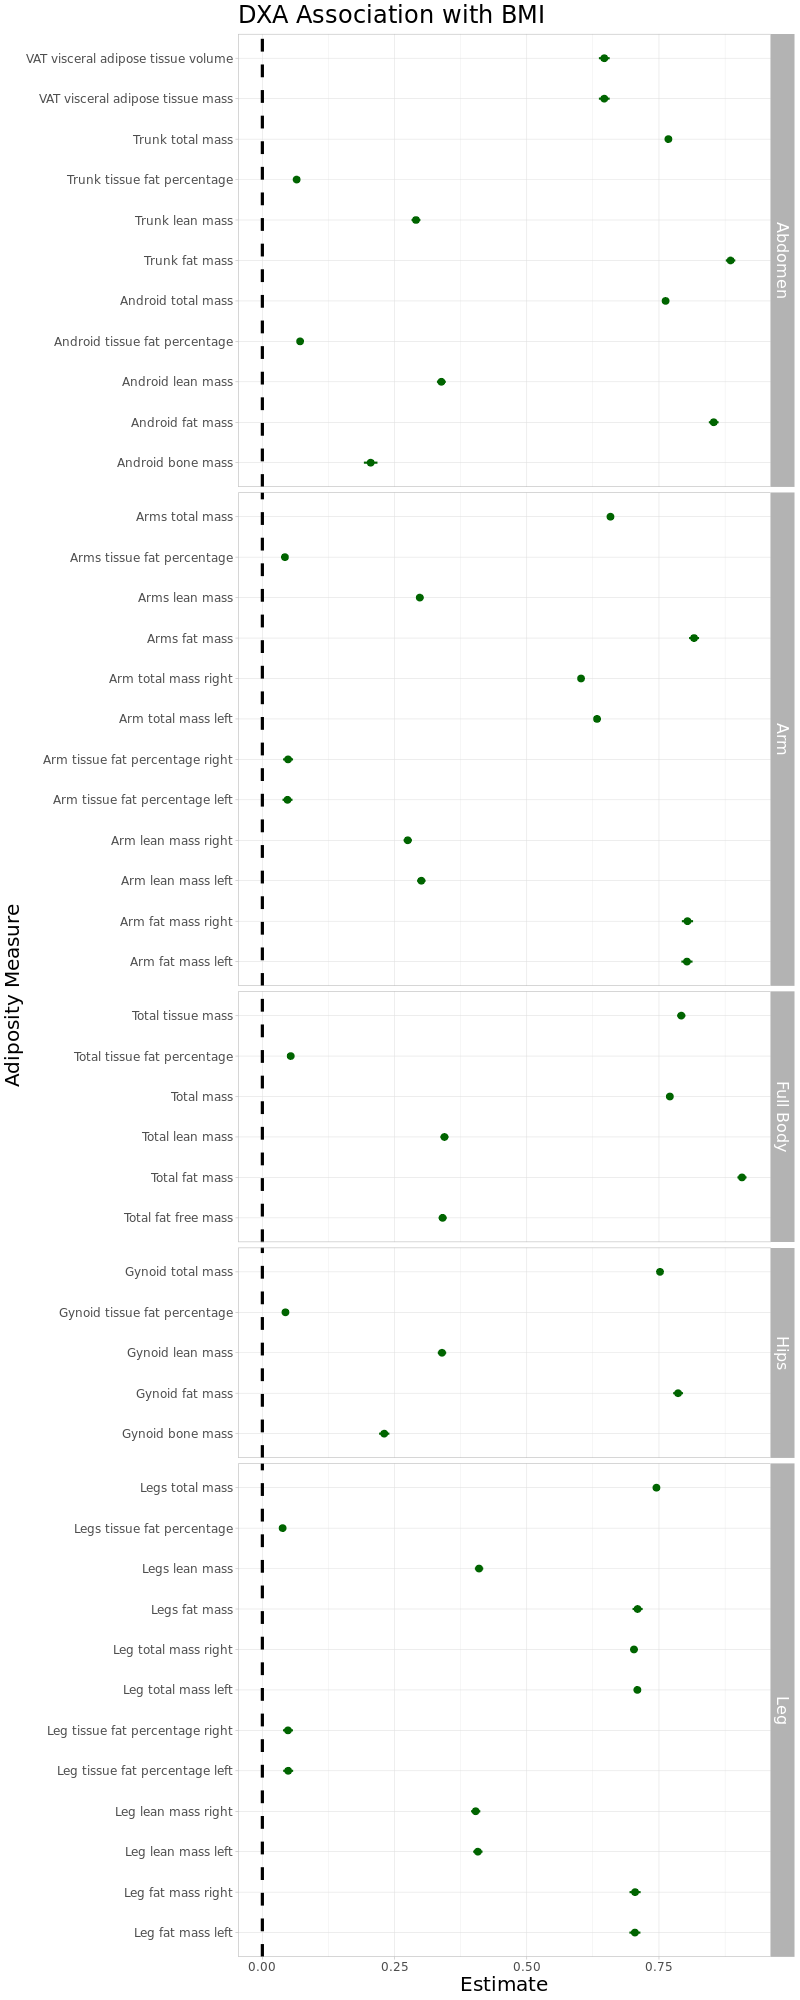 DXA Association with BMI
Adiposity Measure
VAT visceral adipose tissue volume
VAT visceral adipose tissue mass
Trunk total mass
Trunk tissue fat percentage
Trunk lean mass
Trunk fat mass
Android total mass
Android tissue fat percentage
Android lean mass
Android fat mass
Android bone mass
Abdomen
Arms total mass
Arms tissue fat percentage
Arms lean mass
Arms fat mass
Arm total mass right
Arm total mass left
Arm tissue fat percentage right
Arm tissue fat percentage left
Arm lean mass right
Arm lean mass left
Arm fat mass right
Arm fat mass left
Arm
Total tissue mass
Total tissue fat percentage
Total mass
Total lean mass
Total fat mass
Total fat free mass
Full Body
Gynoid total mass
Gynoid tissue fat percentage
Gynoid lean mass
Gynoid fat mass
Gynoid bone mass
Hips
Legs total mass
Legs tissue fat percentage
Legs lean mass
Legs fat mass
Leg total mass right
Leg total mass left
Leg tissue fat percentage right
Leg tissue fat percentage left
Leg lean mass right
Leg lean mass left
Leg fat mass right
Leg fat mass left
Leg
0.00 0.25 0.50 0.75
Estimate